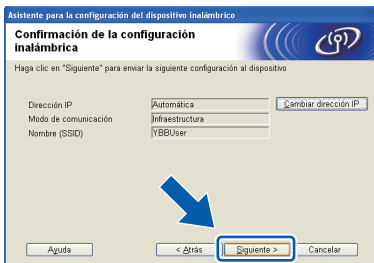 Asistente para la configuración del dispositivo inalámbrico
Confirmación de la configuración
inalámbrica
Haga clic en "Siguiente" para enviar la siguiente configuración al dispositivo
Dirección IP
Automática
Cambiar dirección IP
Modo de comunicación
Infraestructura
Nombre (SSID)
YBBUser
Ayuda
< Atrás
Siguiente >
Cancelar